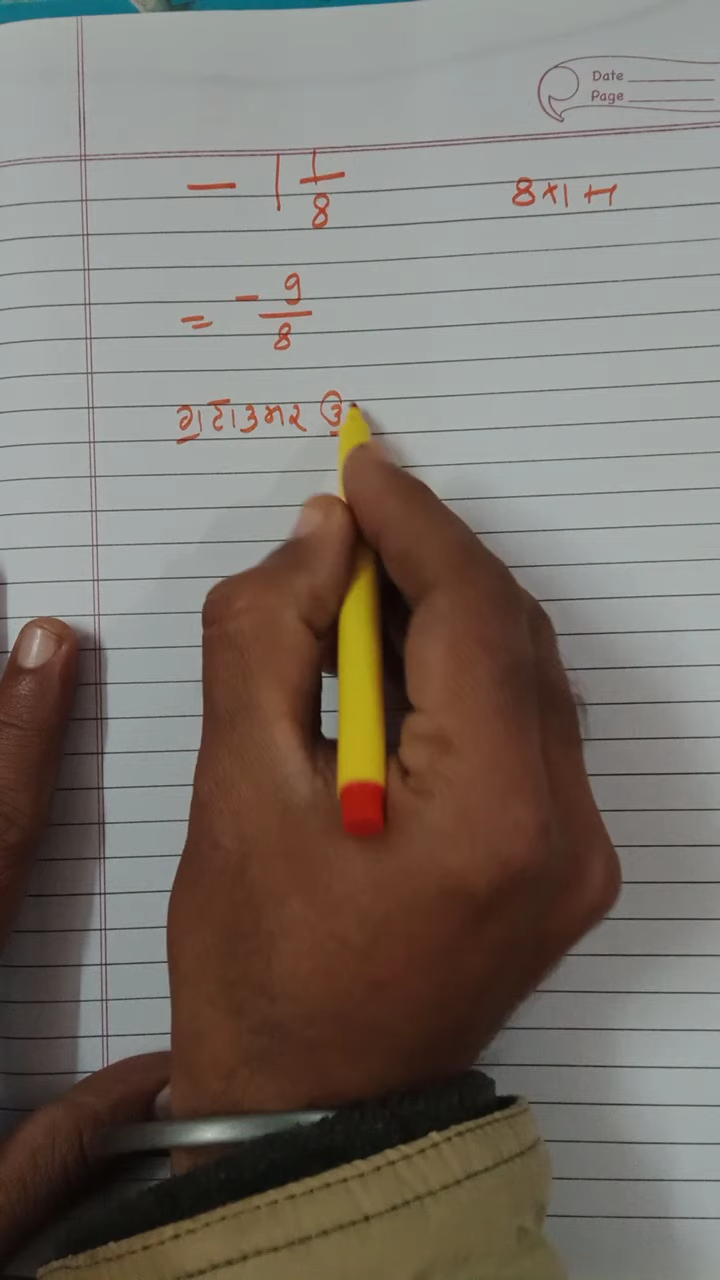 Date
Page
- 1 1/8
8×1+1
= -9/8